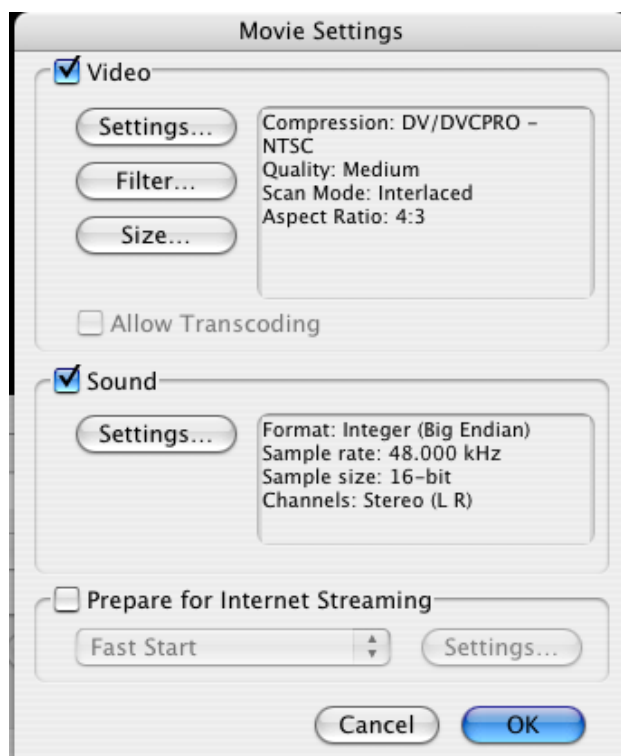 Movie Settings
Video
Settings...
Compression: DV/DVCPRO –
NTSC
Quality: Medium
Scan Mode: Interlaced
Aspect Ratio: 4:3
Filter...
Size...
Allow Transcoding
Sound
Settings...
Format: Integer (Big Endian)
Sample rate: 48.000 kHz
Sample size: 16-bit
Channels: Stereo (L R)
Prepare for Internet Streaming
Fast Start
Settings...
Cancel
OK